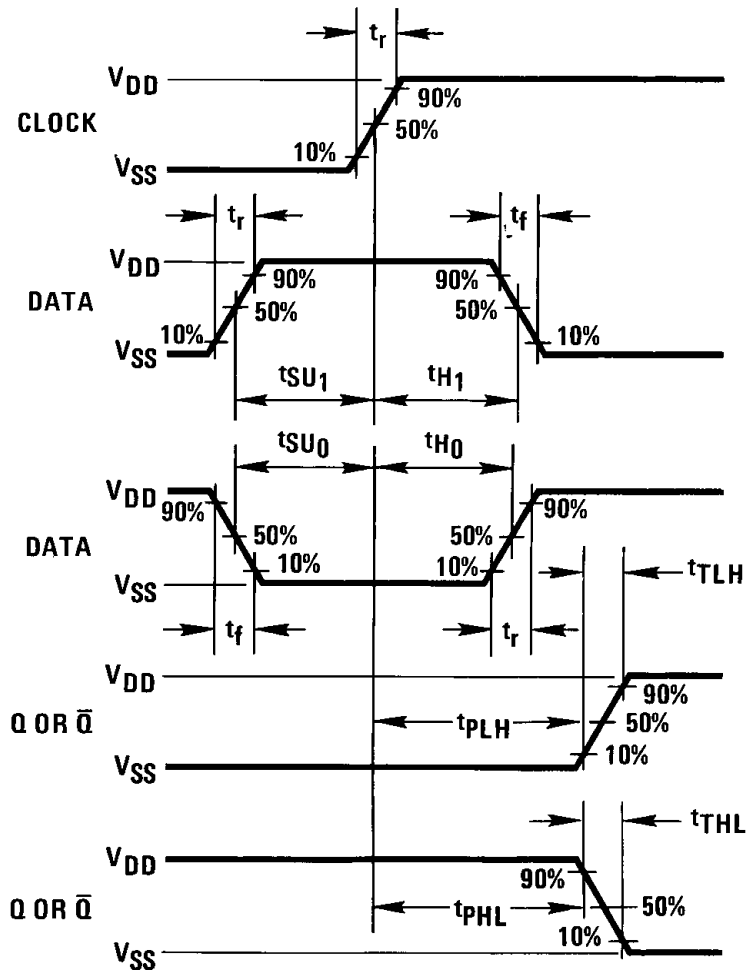 tr
VDD
90%
CLOCK
50%
10%
VSS
tr
tf
VDD
90%
90%
DATA
50%
50%
10%
10%
VSS
tSU1
tH1
tSU0
tH0
VDD
90%
90%
DATA
50%
50%
10%
10%
VSS
tTLH
tf
tr
VDD
90%
Q OR Q̅
tPLH
50%
10%
VSS
tTHL
VDD
90%
Q OR Q̅
tPHL
50%
10%
VSS